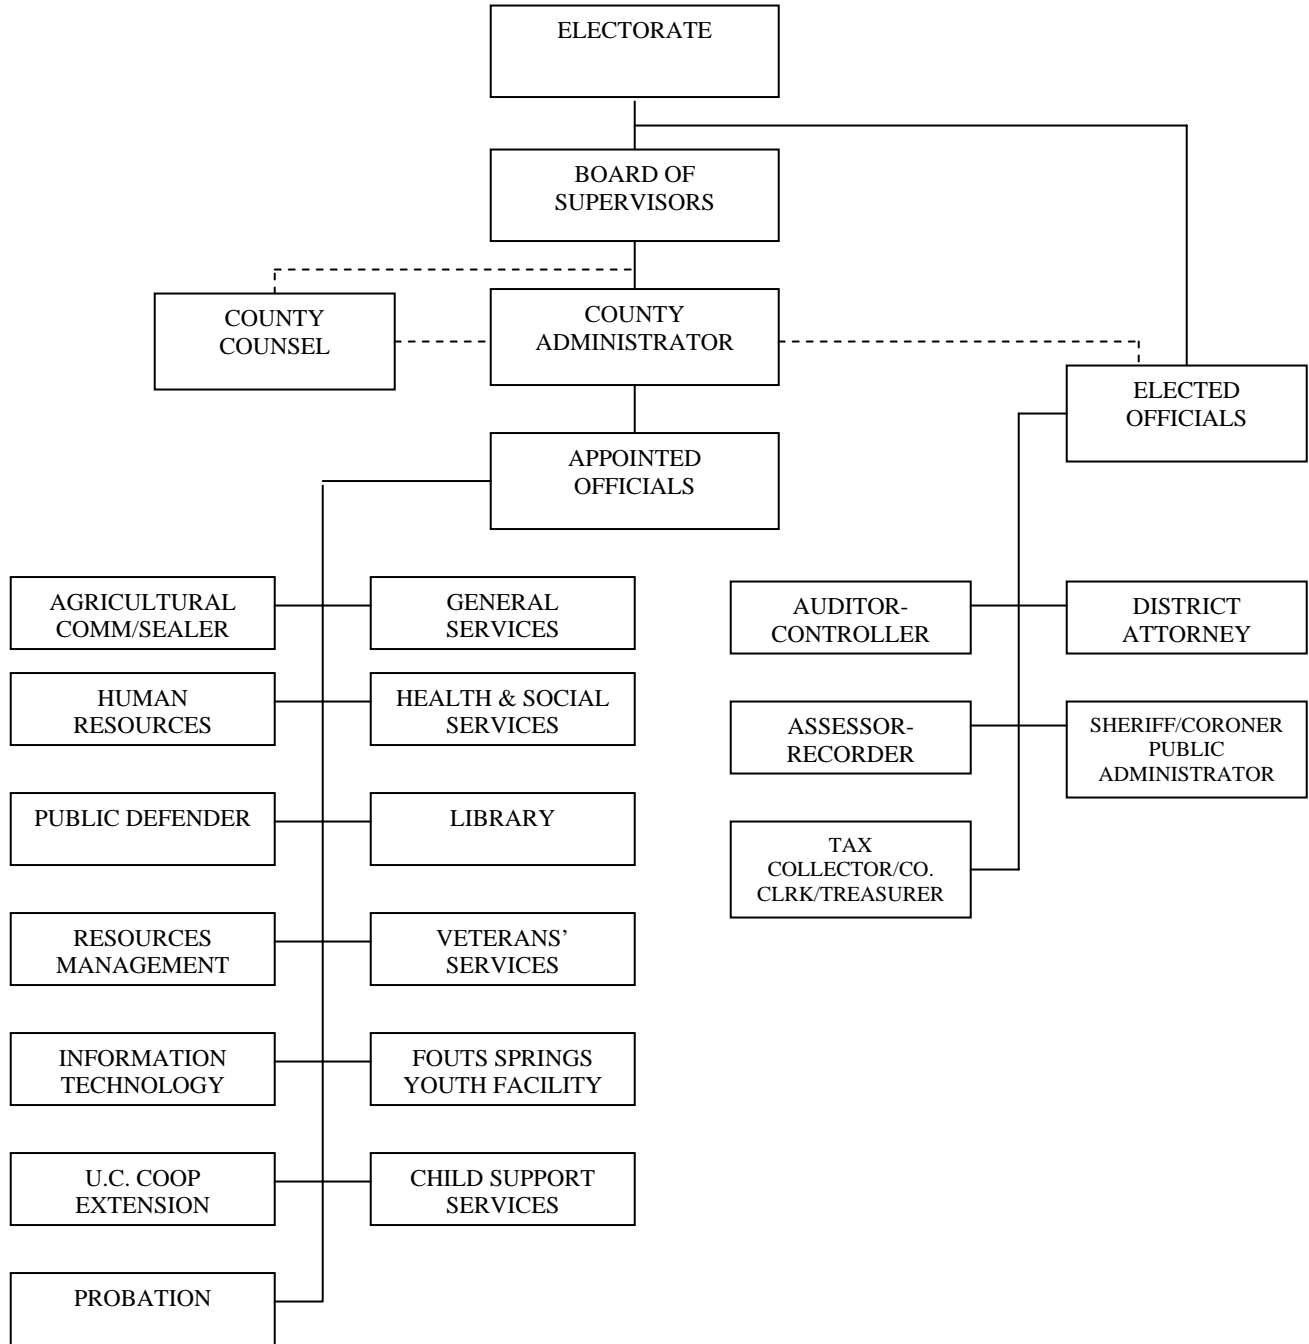 ELECTORATE
BOARD OF
SUPERVISORS
COUNTY
COUNSEL
COUNTY
ADMINISTRATOR
ELECTED
OFFICIALS
APPOINTED
OFFICIALS
AGRICULTURAL
COMM/SEALER
GENERAL
SERVICES
HUMAN
RESOURCES
HEALTH & SOCIAL
SERVICES
PUBLIC DEFENDER
LIBRARY
RESOURCES
MANAGEMENT
VETERANS’
SERVICES
INFORMATION
TECHNOLOGY
FOUTS SPRINGS
YOUTH FACILITY
U.C. COOP
EXTENSION
CHILD SUPPORT
SERVICES
PROBATION
AUDITOR-
CONTROLLER
DISTRICT
ATTORNEY
ASSESSOR-
RECORDER
SHERIFF/CORONER
PUBLIC
ADMINISTRATOR
TAX
COLLECTOR/CO.
CLRK/TREASURER